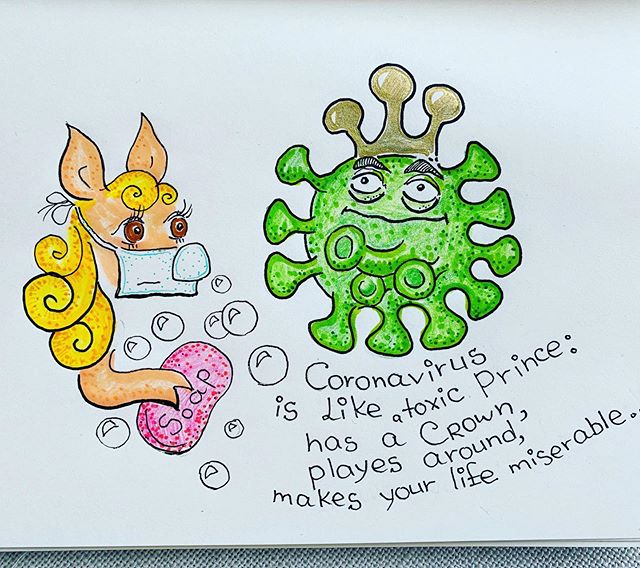 Soap
Coronavirus
is Like a toxic Prince:
has a Crown,
playes around,
makes your life miserable.